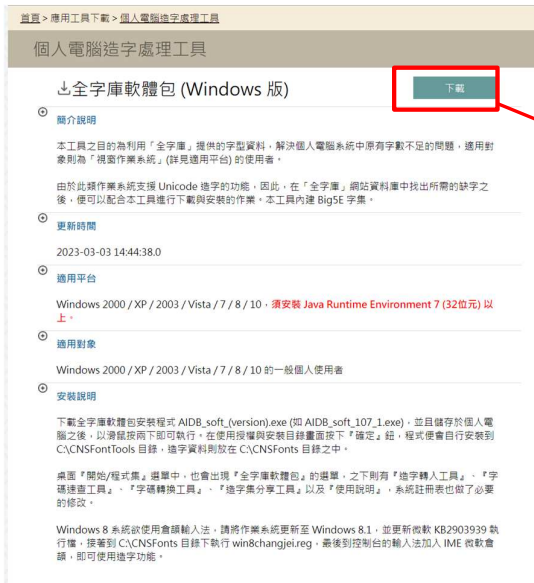 首頁 > 應用工具下載 > 個人電腦造字處理工具
個人電腦造字處理工具
全字庫軟體包 (Windows 版)
下載
簡介說明
本工具之目的為利用「全字庫」提供的字型資料，解決個人電腦系統中原有字數不足的問題，適用對
象則為「視窗作業系統」(詳見適用平台) 的使用者。
由於此類作業系統支援 Unicode 造字的功能，因此，在「全字庫」網站資料庫中找出所需的缺字之
後，便可以配合本工具進行下載與安裝的作業。本工具內建 Big5E 字集。
更新時間
2023-03-03 14:44:38.0
適用平台
Windows 2000 / XP / 2003 / Vista / 7 / 8 / 10，須安裝 Java Runtime Environment 7 (32位元) 以
上。
適用對象
Windows 2000 / XP / 2003 / Vista / 7 / 8 / 10 的一般個人使用者
安裝說明
下載全字庫軟體包安裝程式 AIDB_soft_(version).exe (如 AIDB_soft_107_1.exe)，並且儲存於個人電
腦之後，以滑鼠按兩下即可執行。在使用授權與安裝目錄畫面按下『確定』鈕，程式便會自行安裝到
C:\CNSFontTools 目錄，造字資料則放在 C:\CNSFonts 目錄之中。
桌面『開始/程式集』選單中，也會出現『全字庫軟體包』的選單，之下則有『造字轉入工具』、『字
碼速查工具』、『字碼轉換工具』、『造字集分享工具』以及『使用說明』，系統註冊表也做了必要
的修改。
Windows 8 系統欲使用倉頡輸入法，請將作業系統更新至 Windows 8.1，並更新微軟 KB2903939 執
行檔，接著到 C:\CNSFonts 目錄下執行 win8changjei.reg，最後到控制台的輸入法加入 IME 微軟倉
頡，即可使用造字功能。